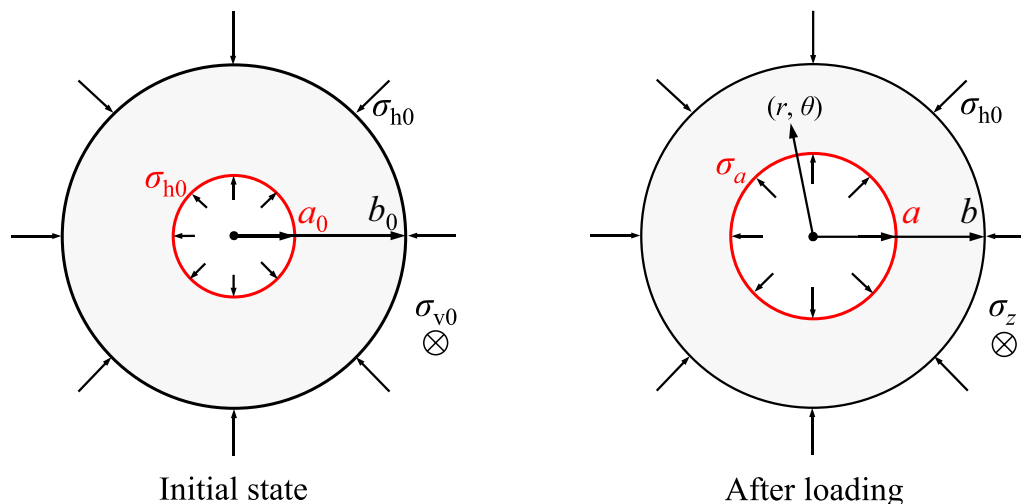 σh0
σh0
a0
b0
σv0
Initial state
(r, θ)
σh0
σa
a
b
σz
After loading